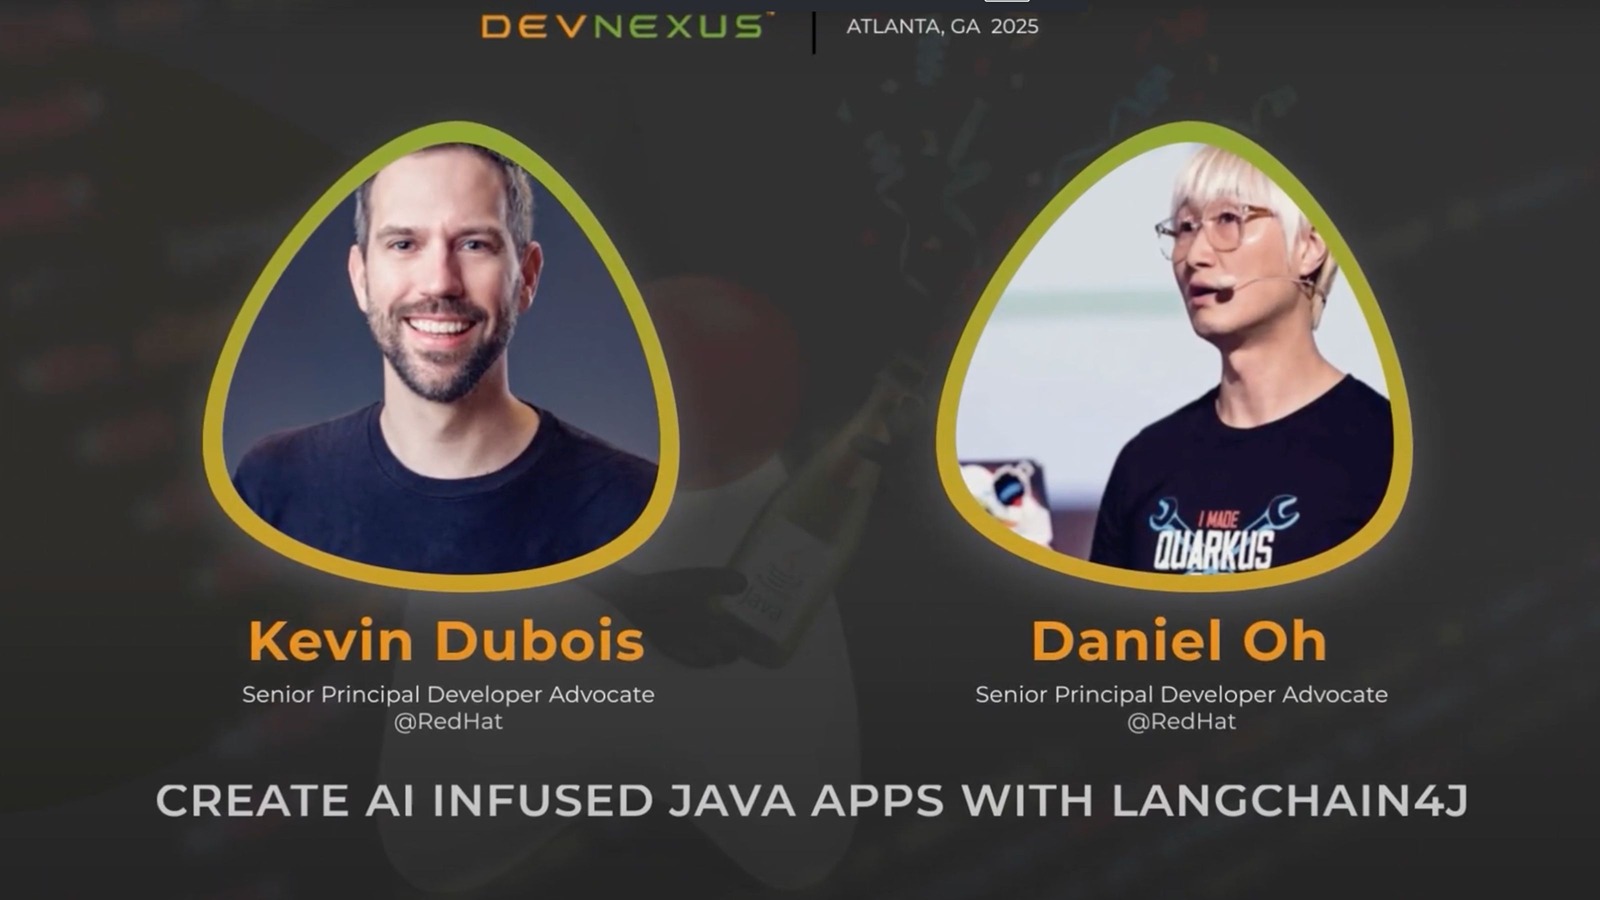 DEVNEXUS™
ATLANTA, GA 2025
I MADE
QUARKUS
Java
Kevin Dubois
Daniel Oh
Senior Principal Developer Advocate
@RedHat
Senior Principal Developer Advocate
@RedHat
CREATE AI INFUSED JAVA APPS WITH LANGCHAIN4J